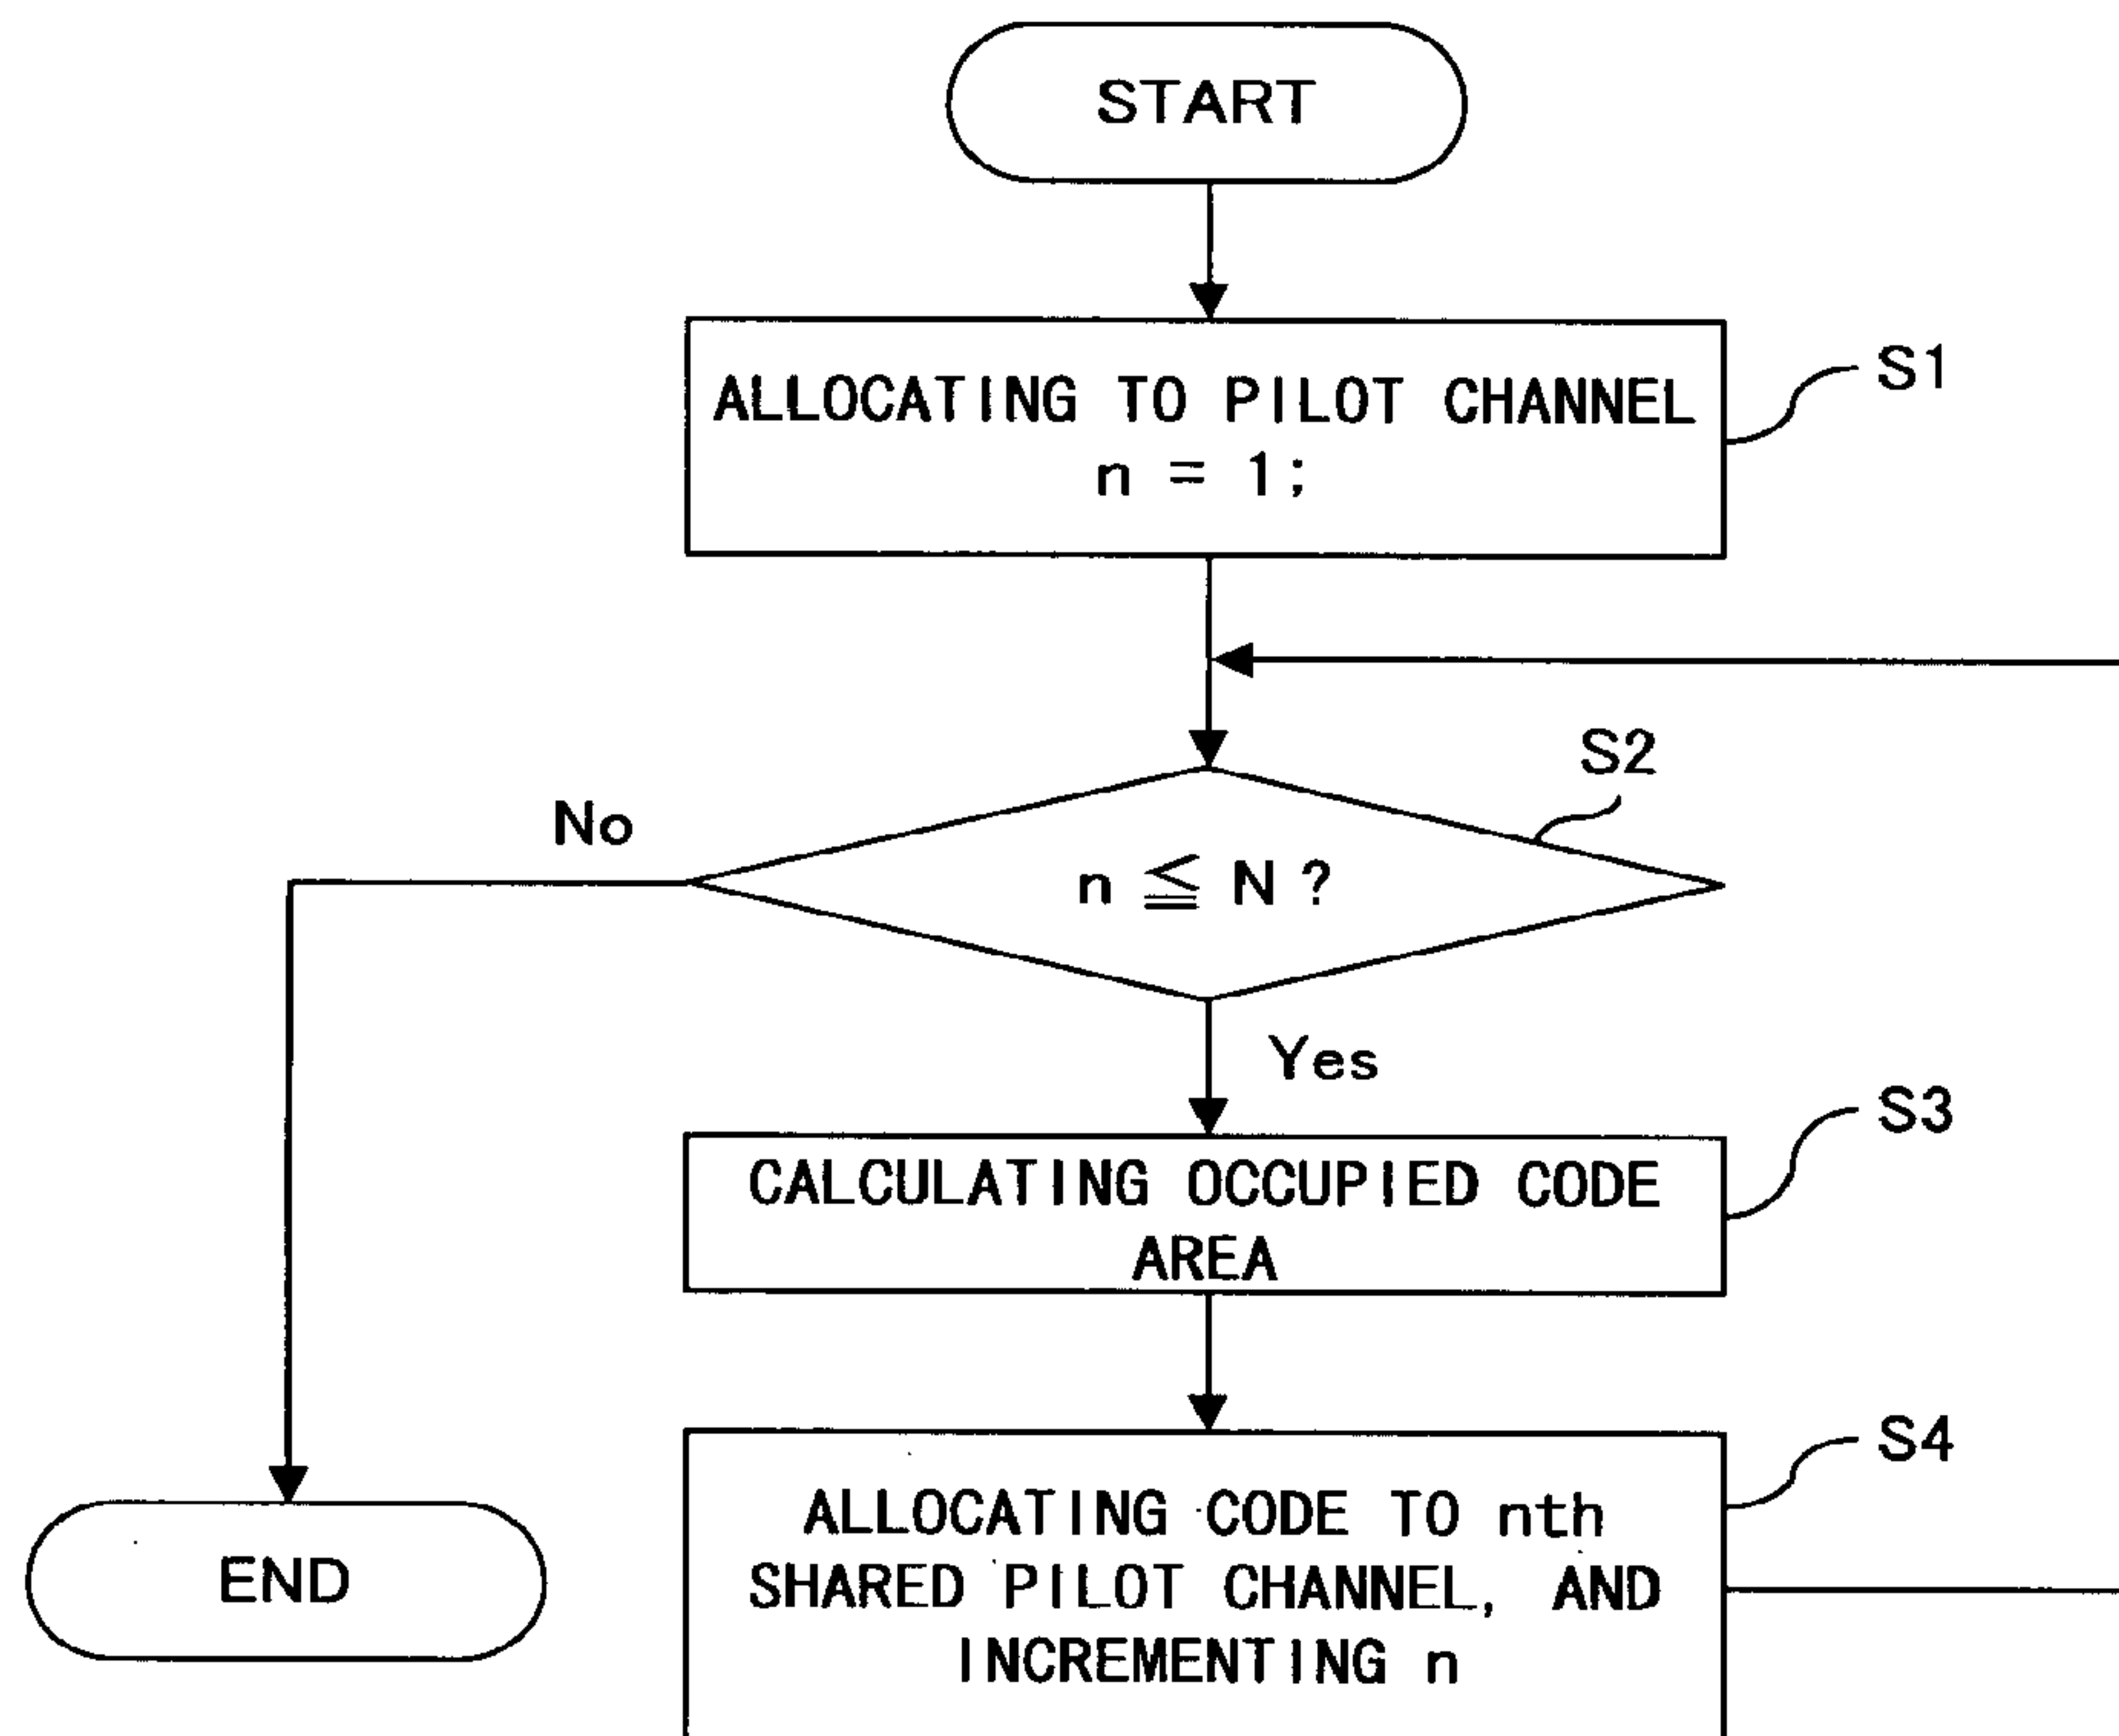 START
ALLOCATING TO PILOT CHANNEL
n = 1;
S1
S2
No
n ≦ N ?
Yes
S3
CALCULATING OCCUPIED CODE
AREA
S4
ALLOCATING CODE TO nth
SHARED PILOT CHANNEL, AND
INCREMENTING n
END